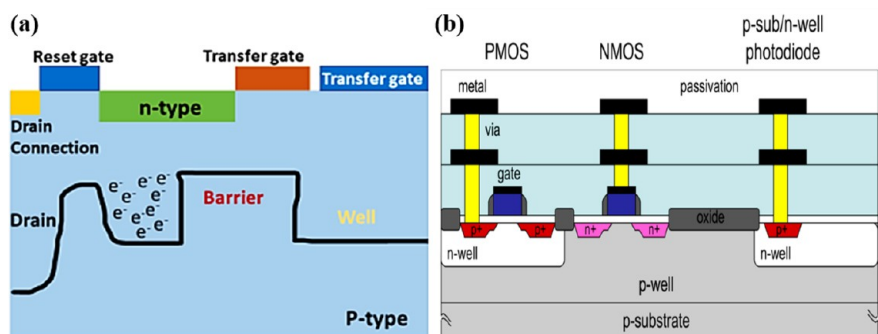 (a)
Reset gate
Transfer gate
Transfer gate
n-type
Drain
Connection
e⁻ e⁻ e⁻
e⁻ e⁻
e⁻ e⁻ e⁻
e⁻ e⁻
Drain
Barrier
Well
P-type
(b)
PMOS
NMOS
p-sub/n-well
photodiode
metal
passivation
via
gate
oxide
p+
p+
n+
n+
p+
n-well
n-well
p-well
p-substrate